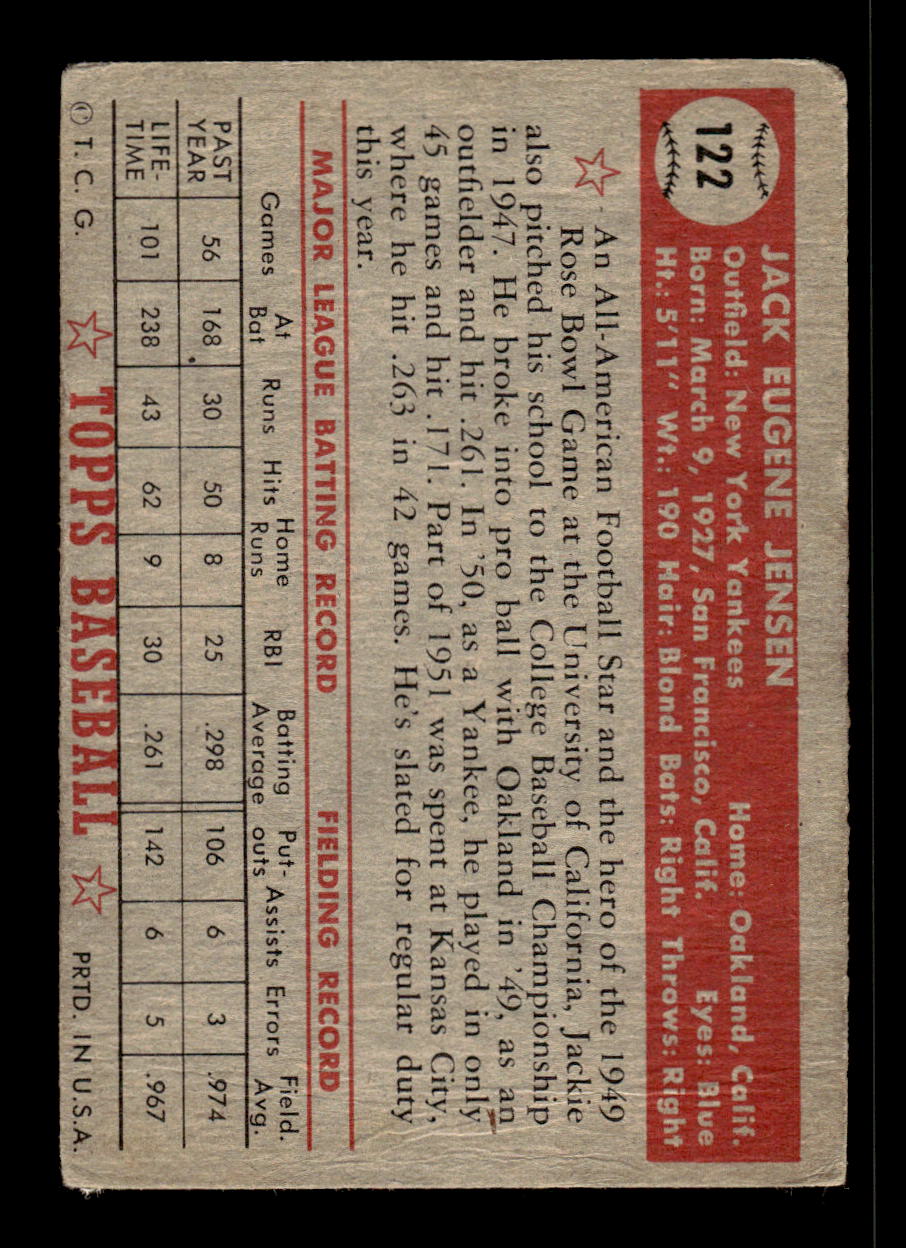 122
JACK EUGENE JENSEN
Outfield: New York Yankees Home: Oakland, Calif.
Born: March 9, 1927, San Francisco, Calif. Eyes: Blue
Ht.: 5'11" Wt.: 190 Hair: Blond Bats: Right Throws: Right
An All-American Football Star and the hero of the 1949
Rose Bowl Game at the University of California, Jackie
also pitched his school to the College Baseball Championship
in 1947. He broke into pro ball with Oakland in '49, as an
outfielder and hit .261. In '50, as a Yankee, he played in only
45 games and hit .171. Part of 1951 was spent at Kansas City,
where he hit .263 in 42 games. He's slated for regular duty
this year.
MAJOR LEAGUE BATTING RECORD FIELDING RECORD
Games At Bat Runs Hits Home Runs RBI Batting Average Put-outs Assists Errors Field. Avg.
PAST YEAR 56 168 30 50 8 25 .298 106 6 3 .974
LIFE-TIME 101 238 43 62 9 30 .261 142 6 5 .967
© T. C. G. TOPPS BASEBALL PRTD. IN U.S.A.